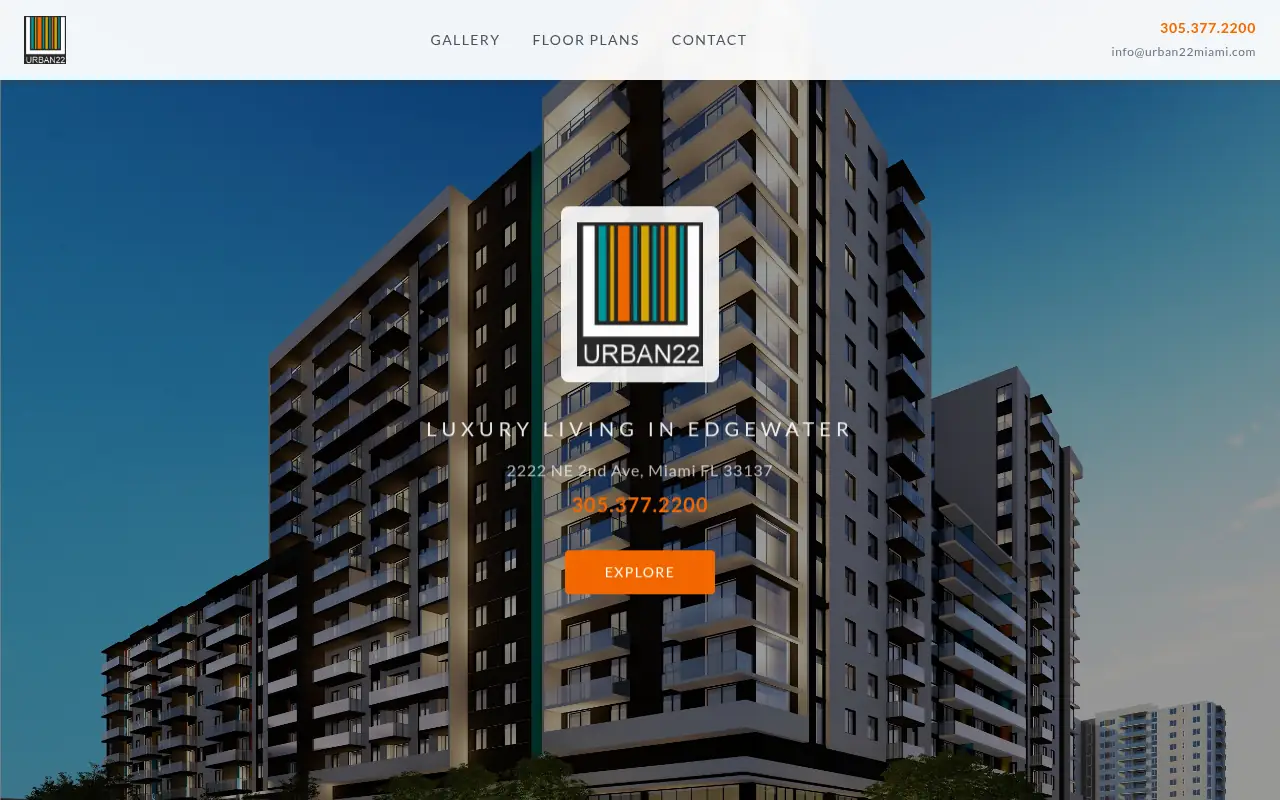 URBAN22
GALLERY
FLOOR PLANS
CONTACT
305.377.2200
info@urban22miami.com
URBAN22
LUXURY LIVING IN EDGEWATER
2222 NE 2nd Ave, Miami FL 33137
305.377.2200
EXPLORE